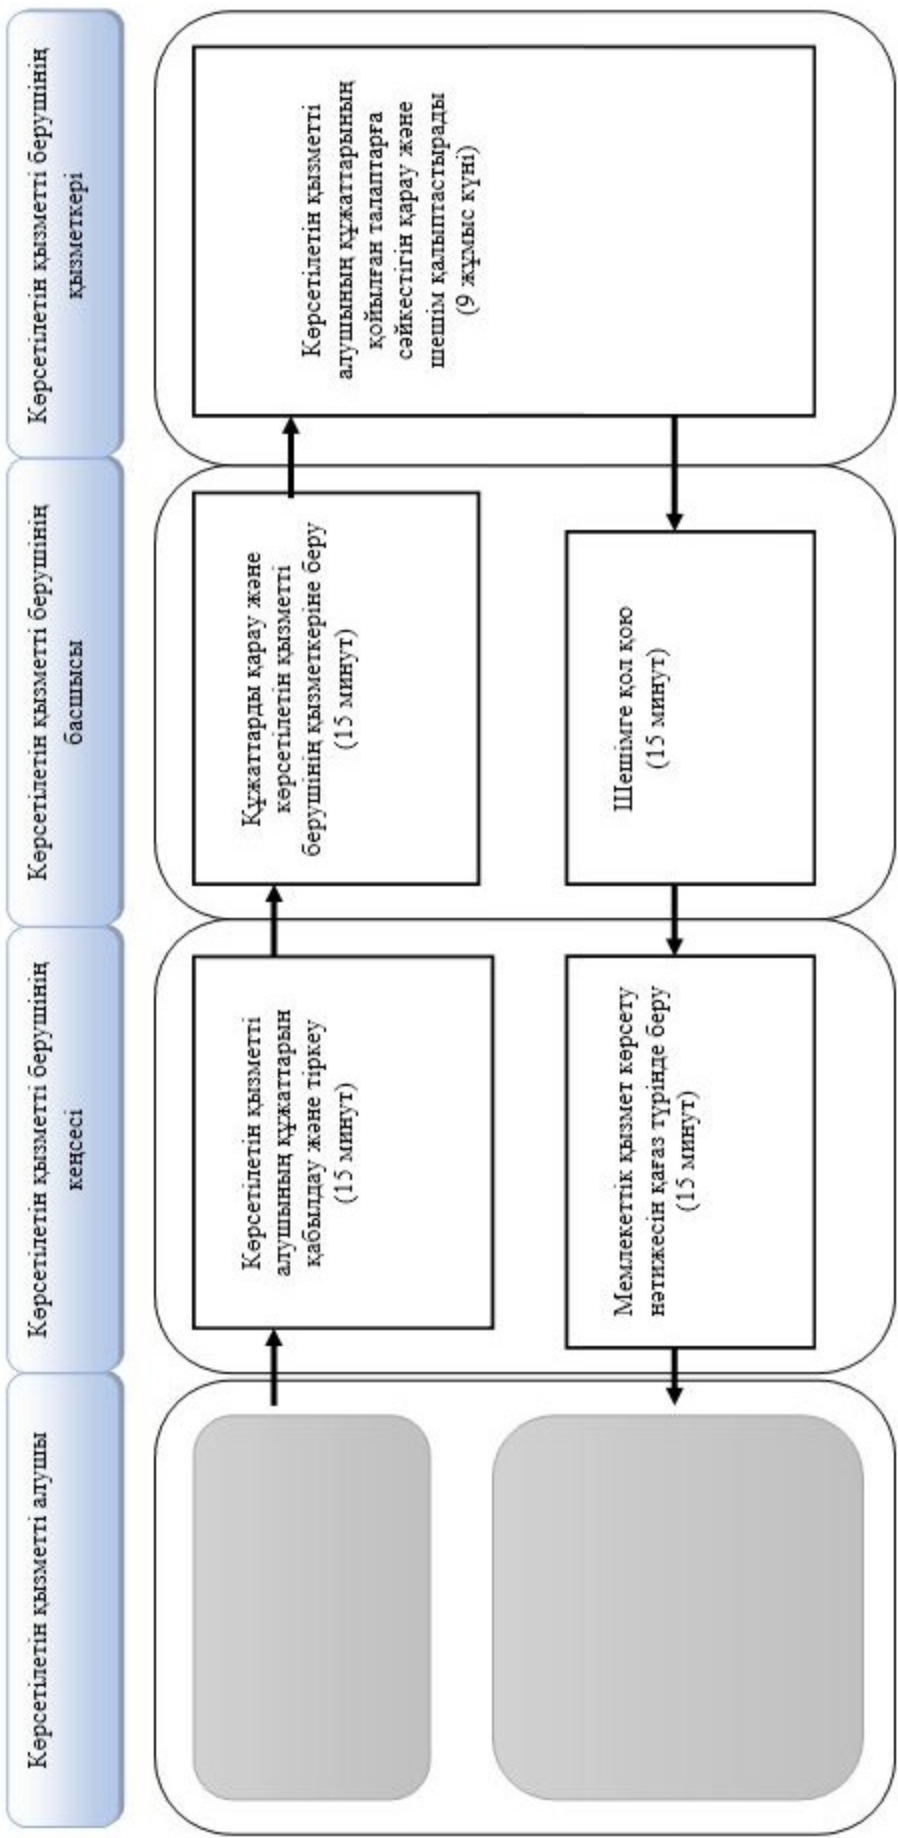 Көрсетілетін қызметті алушы
Көрсетілетін қызметті берушінің
кеңсесі
Көрсетілетін қызметті берушінің
басшысы
Көрсетілетін қызметті берушінің
қызметкері
Көрсетілетін қызметті
алушының құжаттарын
қабылдау және тіркеу
(15 минут)
Құжаттарды қарау және
көрсетілетін қызметті
берушінің қызметкеріне беру
(15 минут)
Көрсетілетін қызметті
алушының құжаттарының
қойылған талаптарға
сәйкестігін қарау және
шешім қалыптастырады
(9 жұмыс күні)
Шешімге қол қою
(15 минут)
Мемлекеттік қызмет көрсету
нәтижесін қағаз түрінде беру
(15 минут)